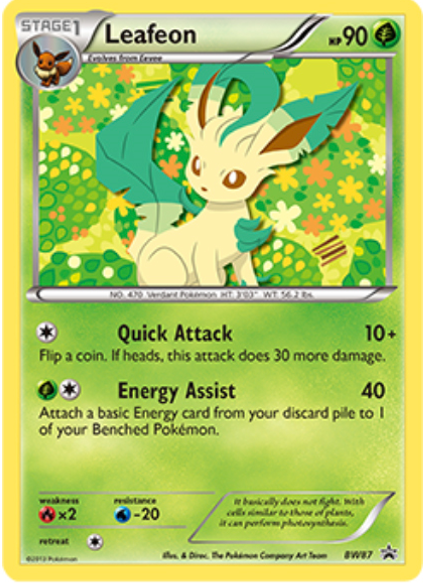 STAGE1 Leafeon HP90
Evolves from Eevee
NO. 470 Verdant Pokémon HT: 3'03" WT: 56.2 lbs.
Quick Attack 10+
Flip a coin. If heads, this attack does 30 more damage.
Energy Assist 40
Attach a basic Energy card from your discard pile to 1
of your Benched Pokémon.
weakness resistance
×2 -20
retreat
It basically does not fight. With
cells similar to those of plants,
it can perform photosynthesis.
©2013 Pokémon Illus. & Direc. The Pokémon Company Art Team BW87